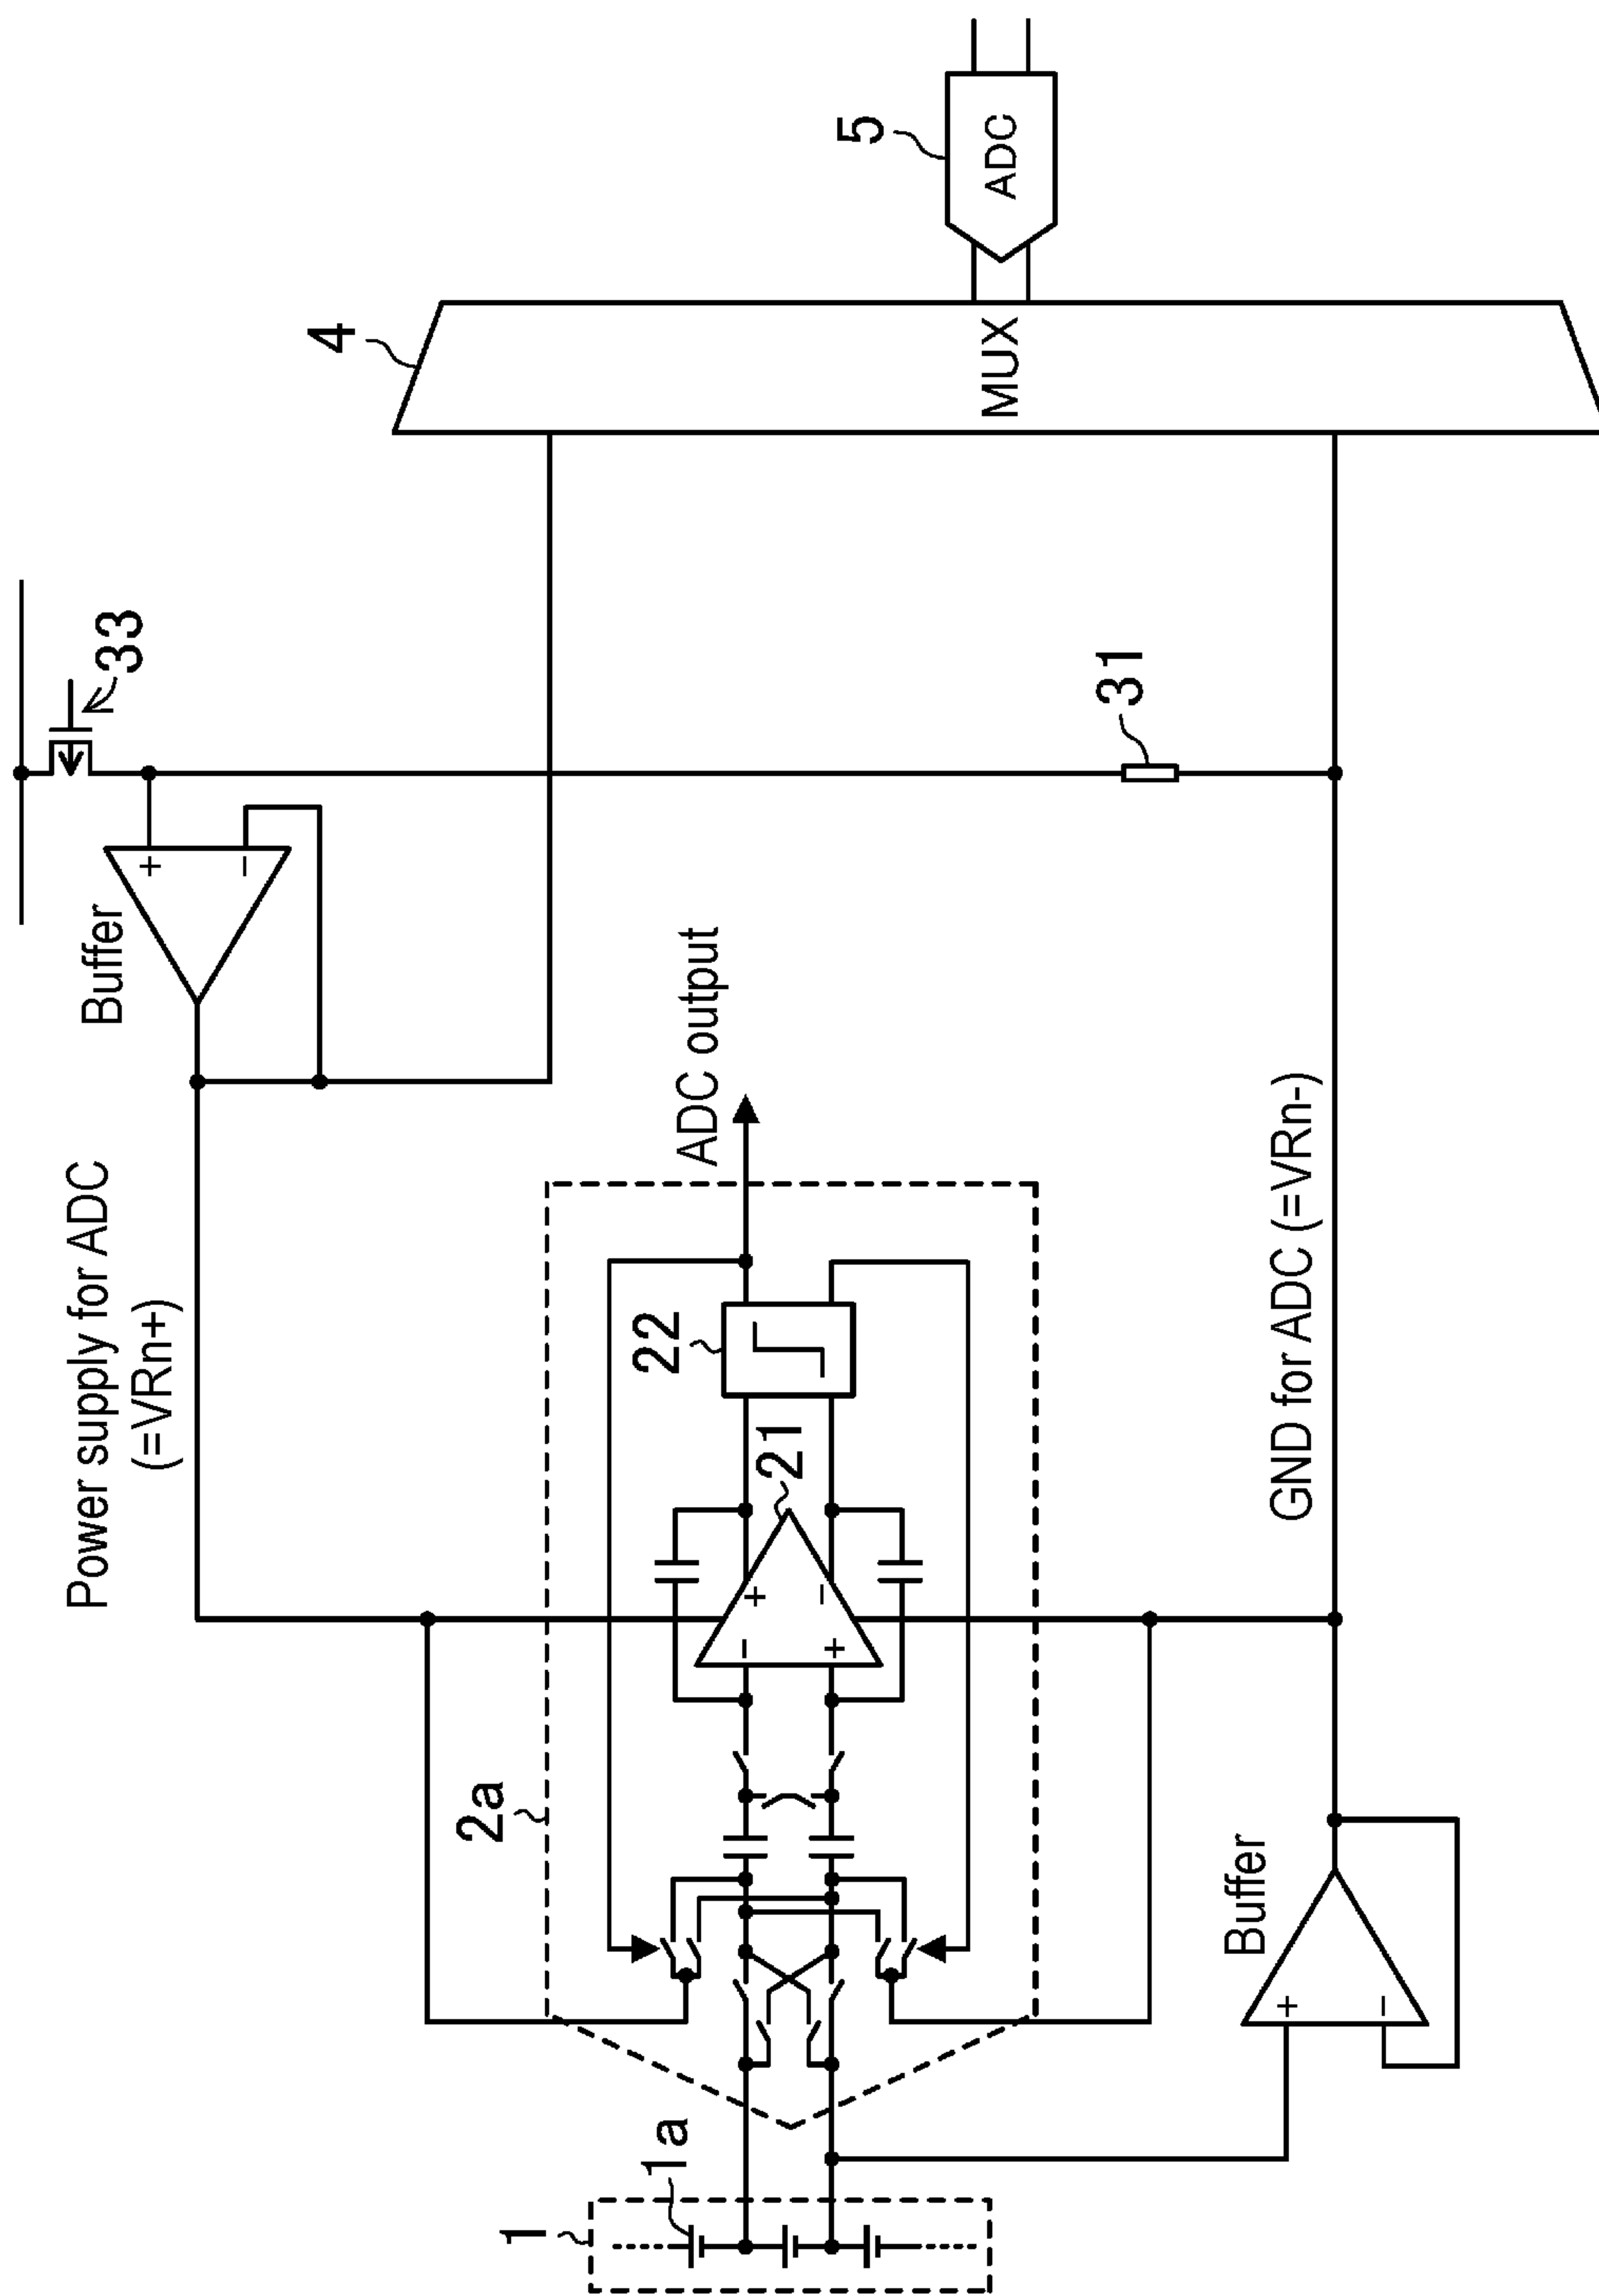 33
Buffer
+
−
Power supply for ADC
(=VRn+)
4
MUX
5
ADC
ADC output
31
2a
22
21
−
+
+
−
GND for ADC (=VRn-)
1
1a
Buffer
+
−